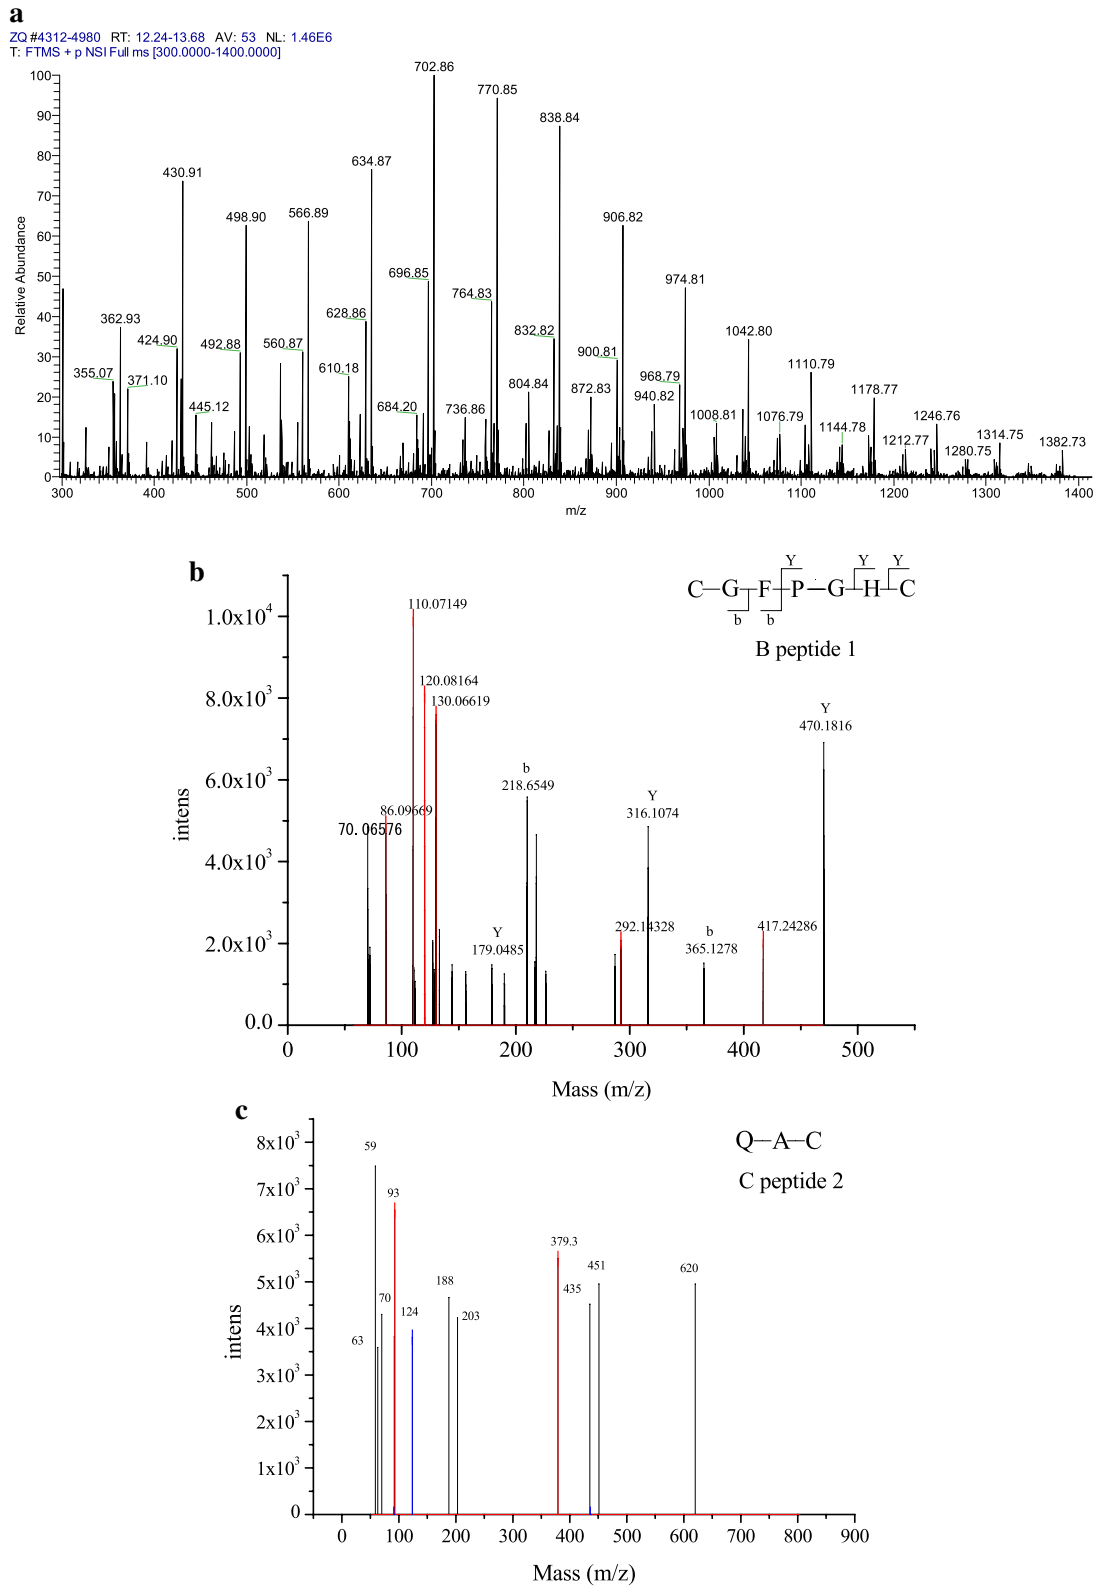 a
ZQ #4312-4980 RT: 12.24-13.68 AV: 53 NL: 1.46E6
T: FTMS + p NSI Full ms [300.0000-1400.0000]
702.86
770.85
838.84
634.87
430.91
498.90
566.89
906.82
696.85
764.83
974.81
362.93
424.90
492.88
560.87
628.86
832.82
1042.80
900.81
355.07
371.10
610.18
968.79
1110.79
804.84
872.83
940.82
445.12
684.20
736.86
1008.81
1076.79
1178.77
1144.78
1246.76
1212.77
1280.75
1314.75
1382.73
100
90
80
70
60
50
40
30
20
10
0
Relative Abundance
300 400 500 600 700 800 900 1000 1100 1200 1300 1400
m/z
b
Y Y Y
C G F P G H C
b b
B peptide 1
110.07149
120.08164
130.06619
86.09669
70.06576
b
218.6549
Y
316.1074
Y
179.0485
292.14328
b
365.1278
417.24286
Y
470.1816
1.0x10⁴
8.0x10³
6.0x10³
4.0x10³
2.0x10³
0.0
intens
0 100 200 300 400 500
Mass (m/z)
c
Q A C
C peptide 2
59
93
70
63
124
188
203
379.3
435
451
620
8x10³
7x10³
6x10³
5x10³
4x10³
3x10³
2x10³
1x10³
0
intens
0 100 200 300 400 500 600 700 800 900
Mass (m/z)